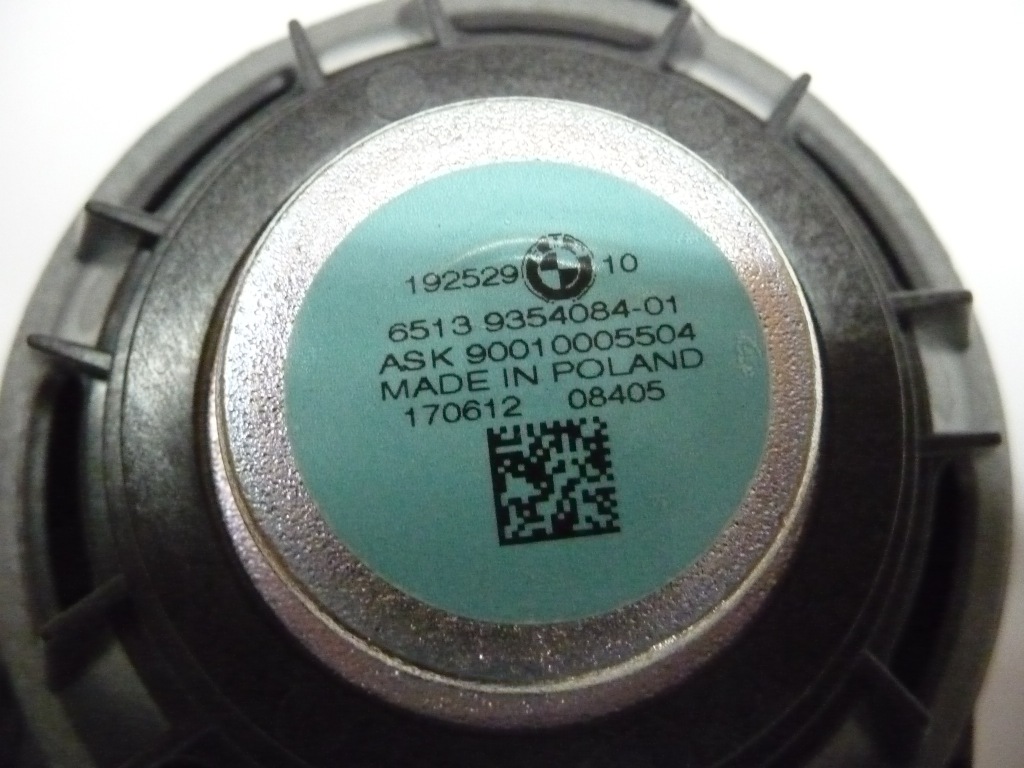 192529 10
6513 9354084-01
ASK 90010005504
MADE IN POLAND
170612 08405